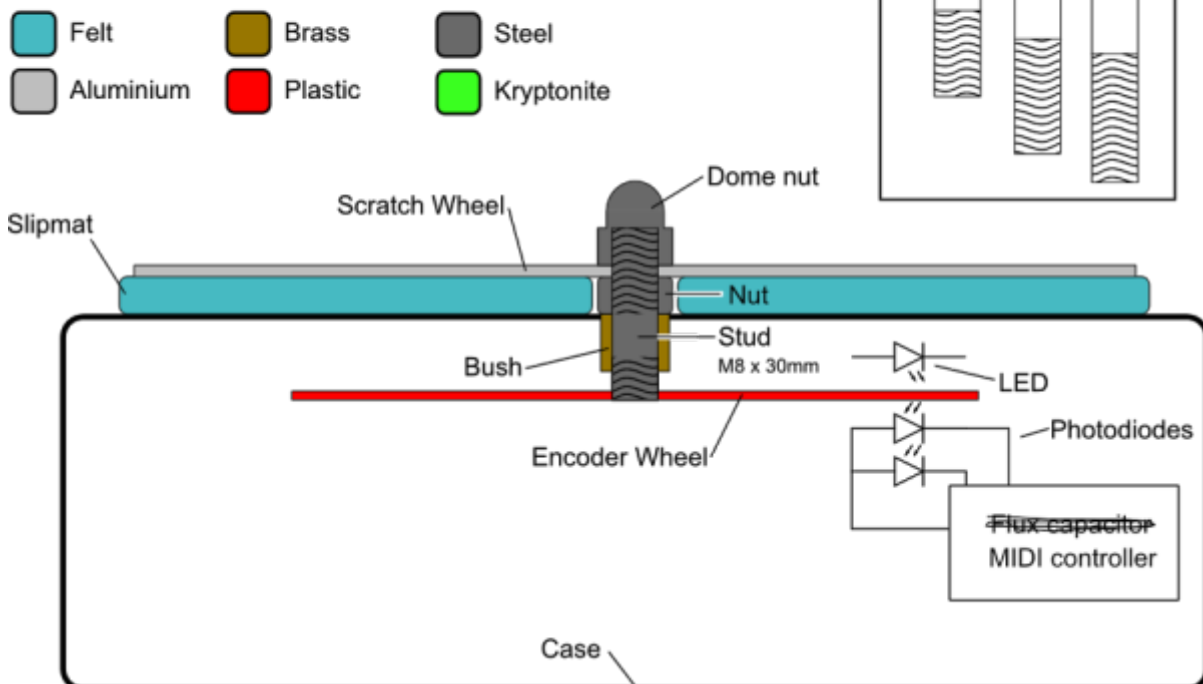 Felt
Brass
Steel
Aluminium
Plastic
Kryptonite
Dome nut
Scratch Wheel
Slipmat
Nut
Stud
M8 x 30mm
Bush
LED
Encoder Wheel
Photodiodes
Flux capacitor
MIDI controller
Case